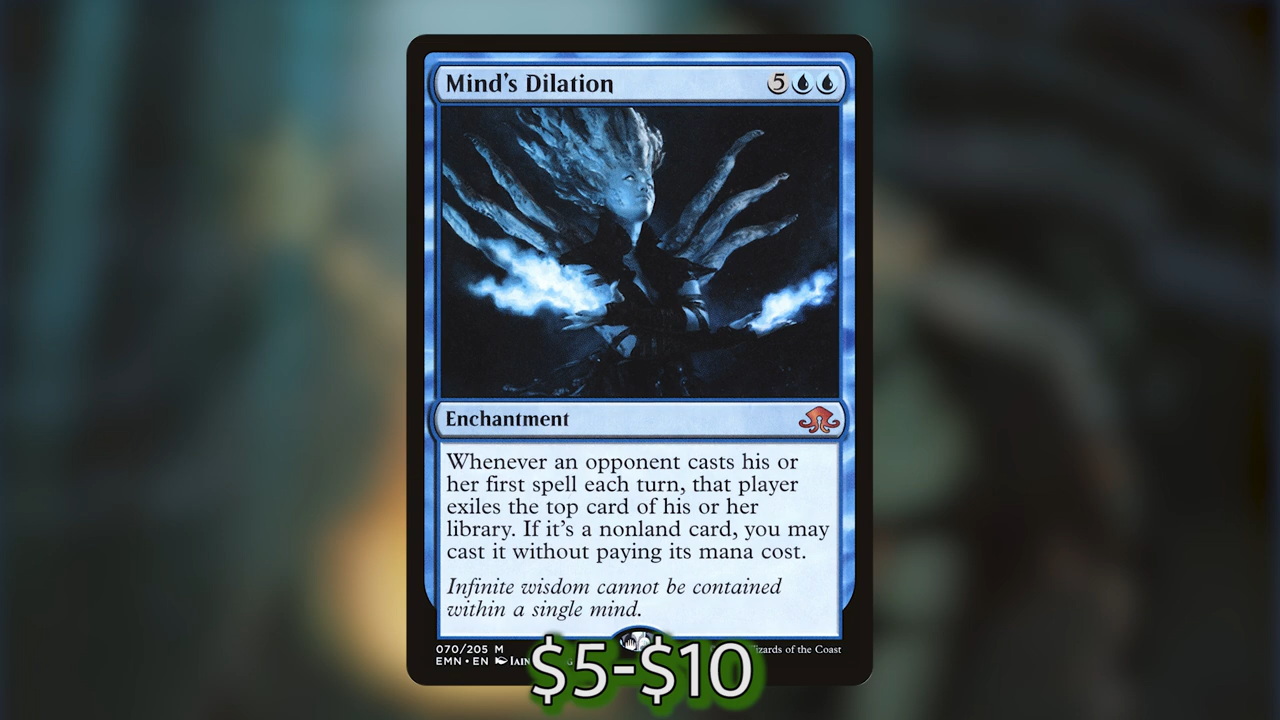 Mind's Dilation 5
Enchantment
Whenever an opponent casts his or
her first spell each turn, that player
exiles the top card of his or her
library. If it's a nonland card, you may
cast it without paying its mana cost.
Infinite wisdom cannot be contained
within a single mind.
070/205 M
of the Coast
EMN • EN
$5-$10